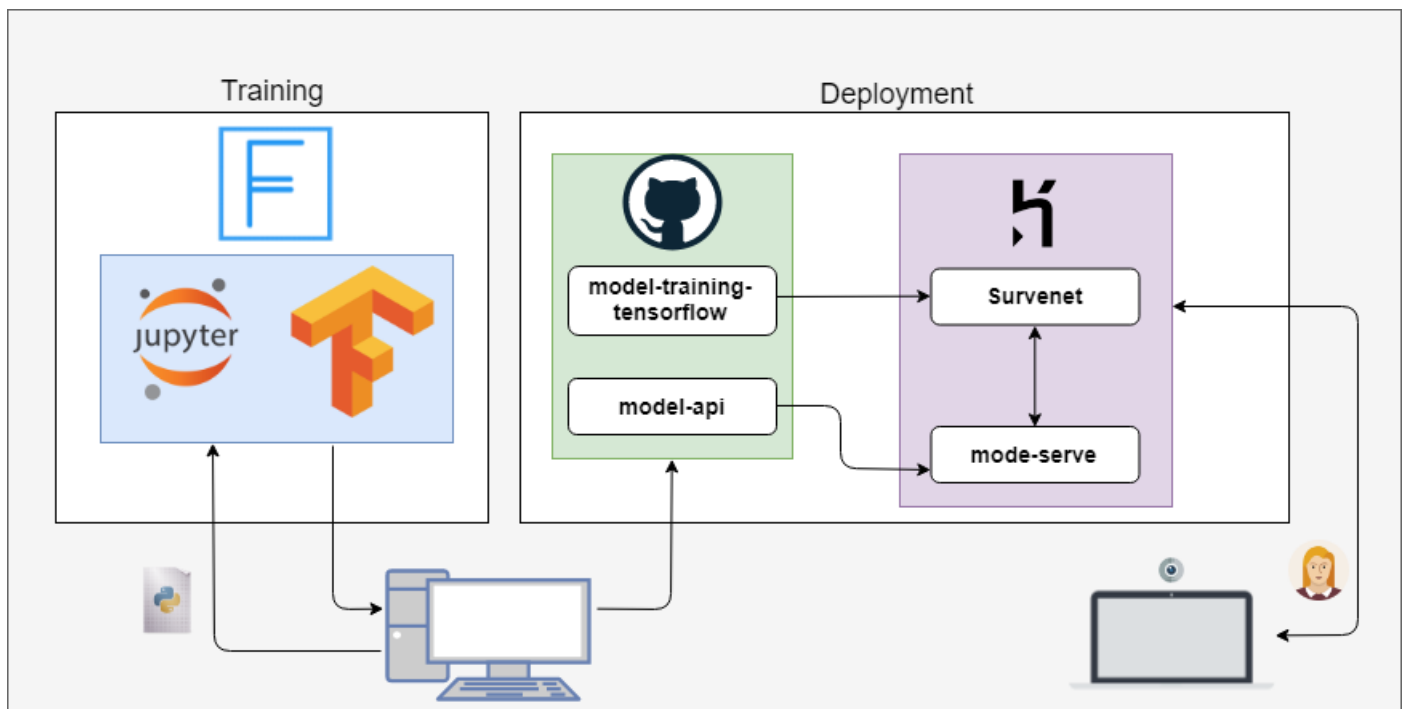 Training
Deployment
jupyter
model-training-
tensorflow
Survenet
model-api
mode-serve